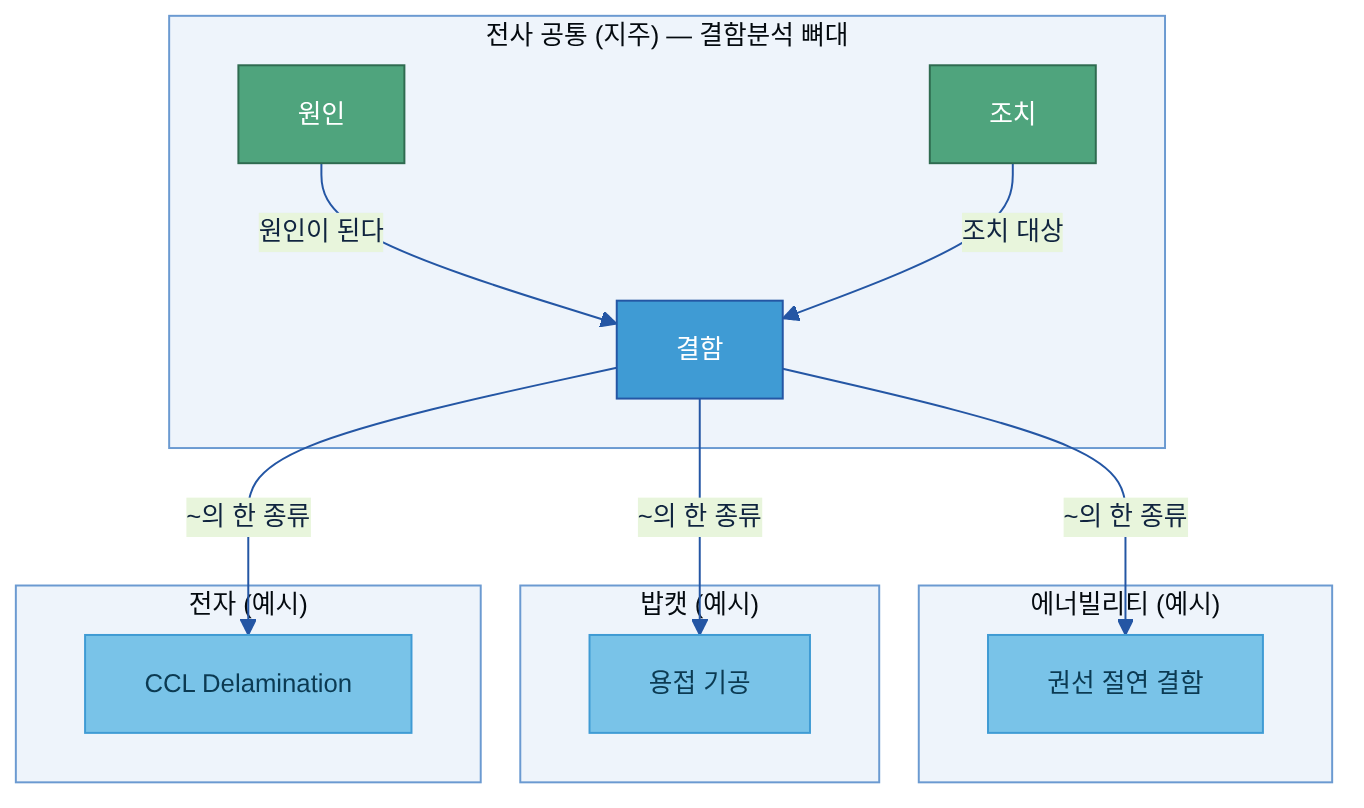 전사 공통 (지주) — 결함분석 뼈대
원인
조치
원인이 된다
조치 대상
결함
~의 한 종류
~의 한 종류
~의 한 종류
전자 (예시)
밥캣 (예시)
에너빌리티 (예시)
CCL Delamination
용접 기공
권선 절연 결함